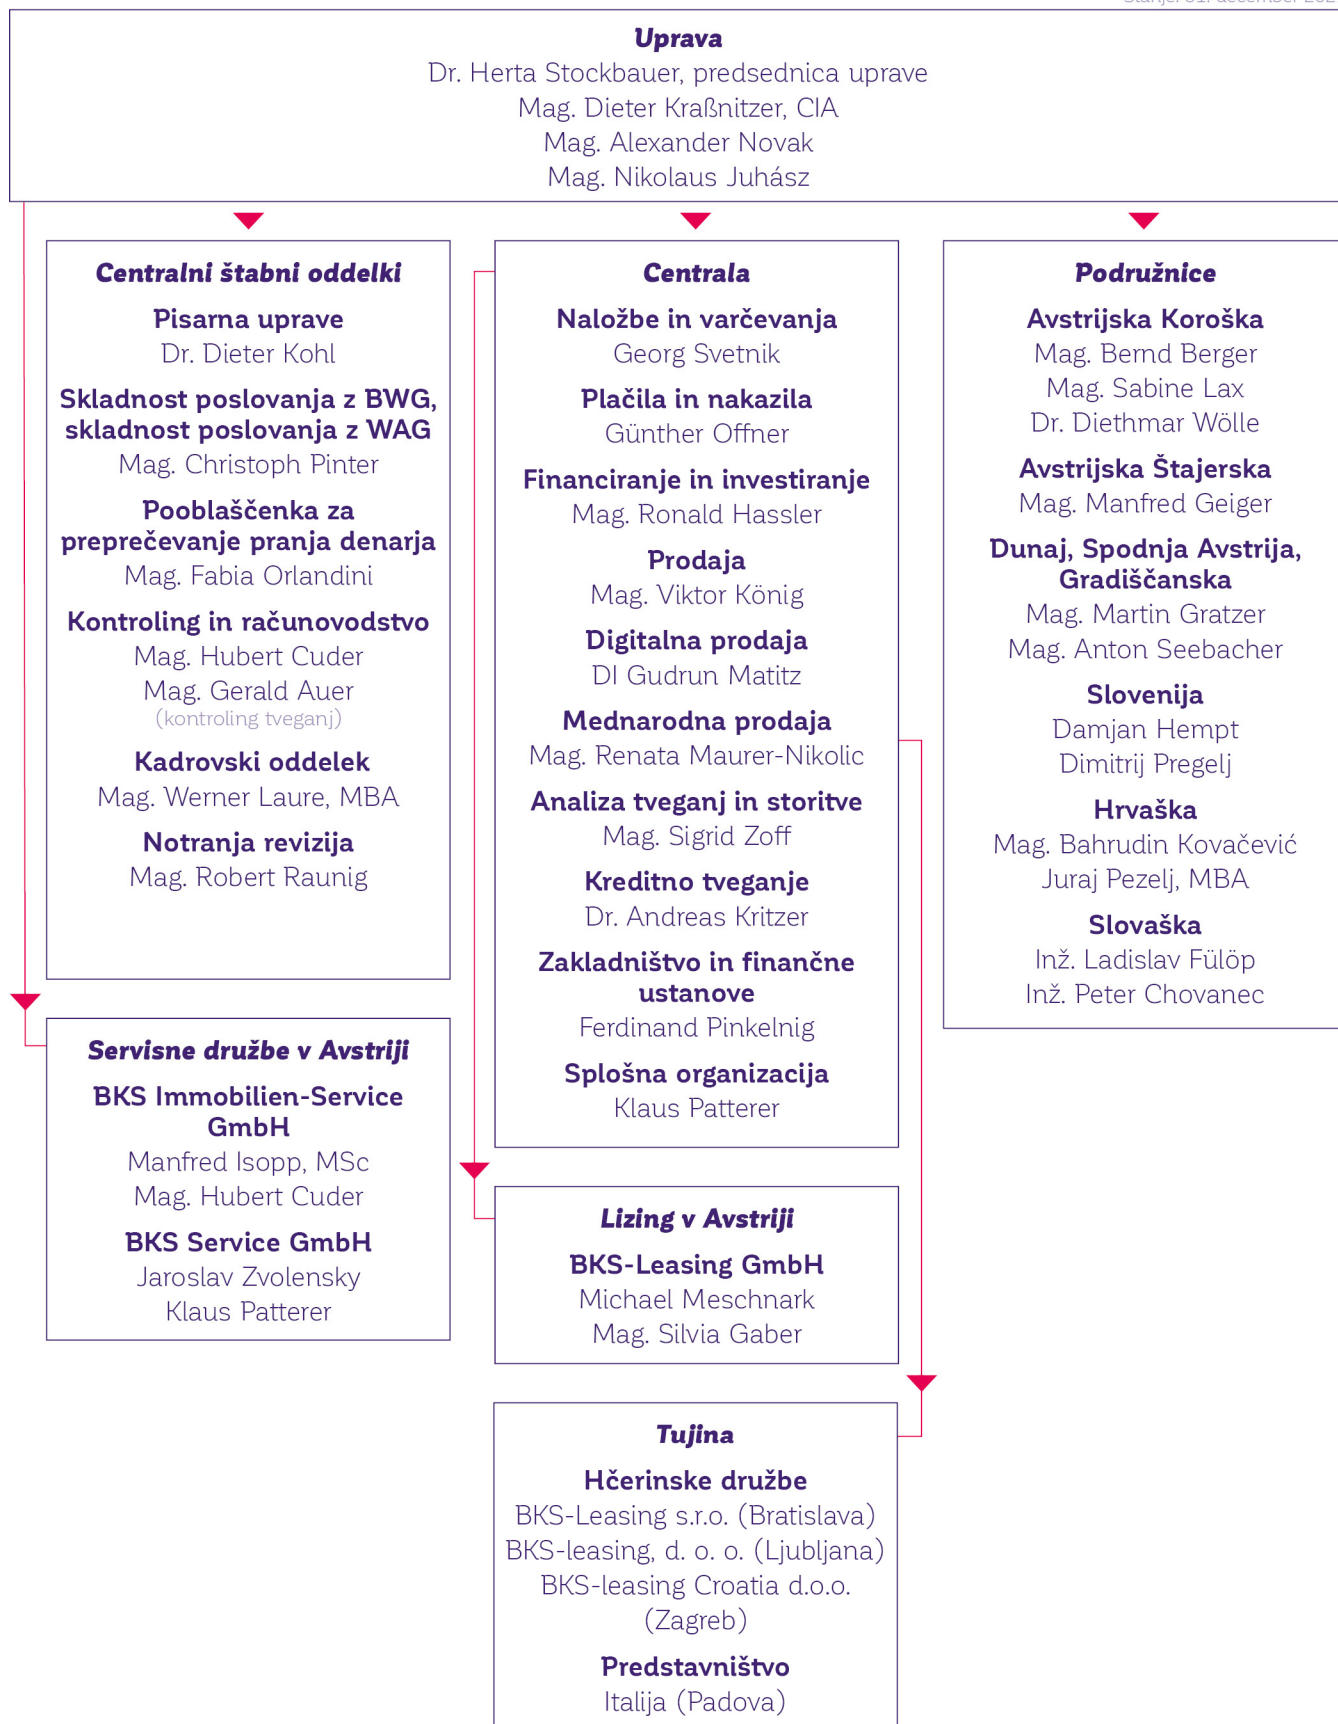 Uprava
Dr. Herta Stockbauer, predsednica uprave
Mag. Dieter Kraßnitzer, CIA
Mag. Alexander Novak
Mag. Nikolaus Juhász
Centralni štabni oddelki
Pisarna uprave
Dr. Dieter Kohl
Skladnost poslovanja z BWG,
skladnost poslovanja z WAG
Mag. Christoph Pinter
Pooblaščenka za
preprečevanje pranja denarja
Mag. Fabia Orlandini
Kontroling in računovodstvo
Mag. Hubert Cuder
Mag. Gerald Auer
(kontroling tveganj)
Kadrovski oddelek
Mag. Werner Laure, MBA
Notranja revizija
Mag. Robert Raunig
Servisne družbe v Avstriji
BKS Immobilien-Service
GmbH
Manfred Isopp, MSc
Mag. Hubert Cuder
BKS Service GmbH
Jaroslav Zvolensky
Klaus Patterer
Centrala
Naložbe in varčevanja
Georg Svetnik
Plačila in nakazila
Günther Offner
Financiranje in investiranje
Mag. Ronald Hassler
Prodaja
Mag. Viktor König
Digitalna prodaja
DI Gudrun Matitz
Mednarodna prodaja
Mag. Renata Maurer-Nikolic
Analiza tveganj in storitve
Mag. Sigrid Zoff
Kreditno tveganje
Dr. Andreas Kritzer
Zakladništvo in finančne
ustanove
Ferdinand Pinkelnig
Splošna organizacija
Klaus Patterer
Lizing v Avstriji
BKS-Leasing GmbH
Michael Meschnark
Mag. Silvia Gaber
Tujina
Hčerinske družbe
BKS-Leasing s.r.o. (Bratislava)
BKS-leasing, d. o. o. (Ljubljana)
BKS-leasing Croatia d.o.o.
(Zagreb)
Predstavništvo
Italija (Padova)
Podružnice
Avstrijska Koroška
Mag. Bernd Berger
Mag. Sabine Lax
Dr. Diethmar Wölle
Avstrijska Štajerska
Mag. Manfred Geiger
Dunaj, Spodnja Avstrija,
Gradiščanska
Mag. Martin Gratzer
Mag. Anton Seebacher
Slovenija
Damjan Hempt
Dimitrij Pregelj
Hrvaška
Mag. Bahrudin Kovačević
Juraj Pezelj, MBA
Slovaška
Inž. Ladislav Fülöp
Inž. Peter Chovanec